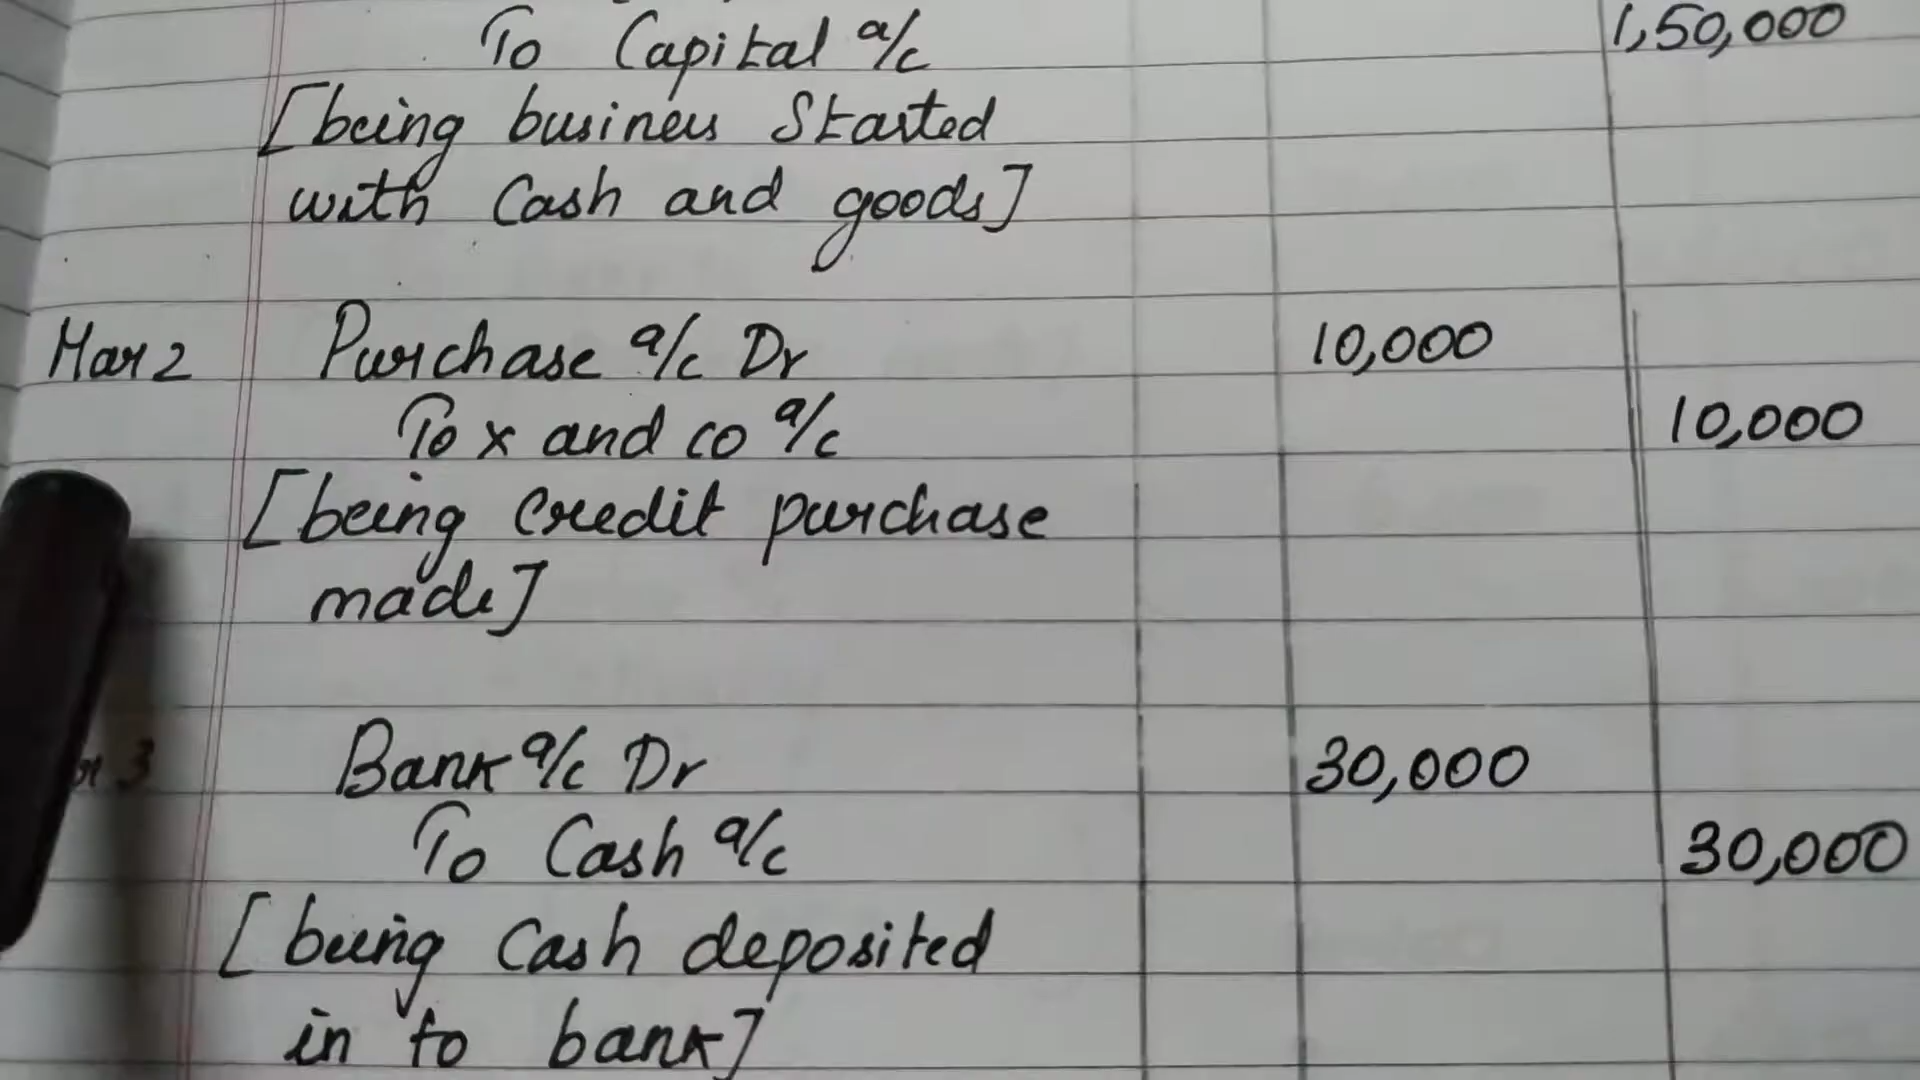 To Capital a/c 1,50,000
[being business Started
with Cash and goods]
Mar 2 Purchase a/c Dr 10,000
To x and co a/c 10,000
[being credit purchase
made]
3 Bank a/c Dr 30,000
To Cash a/c 30,000
[being Cash deposited
in to bank]